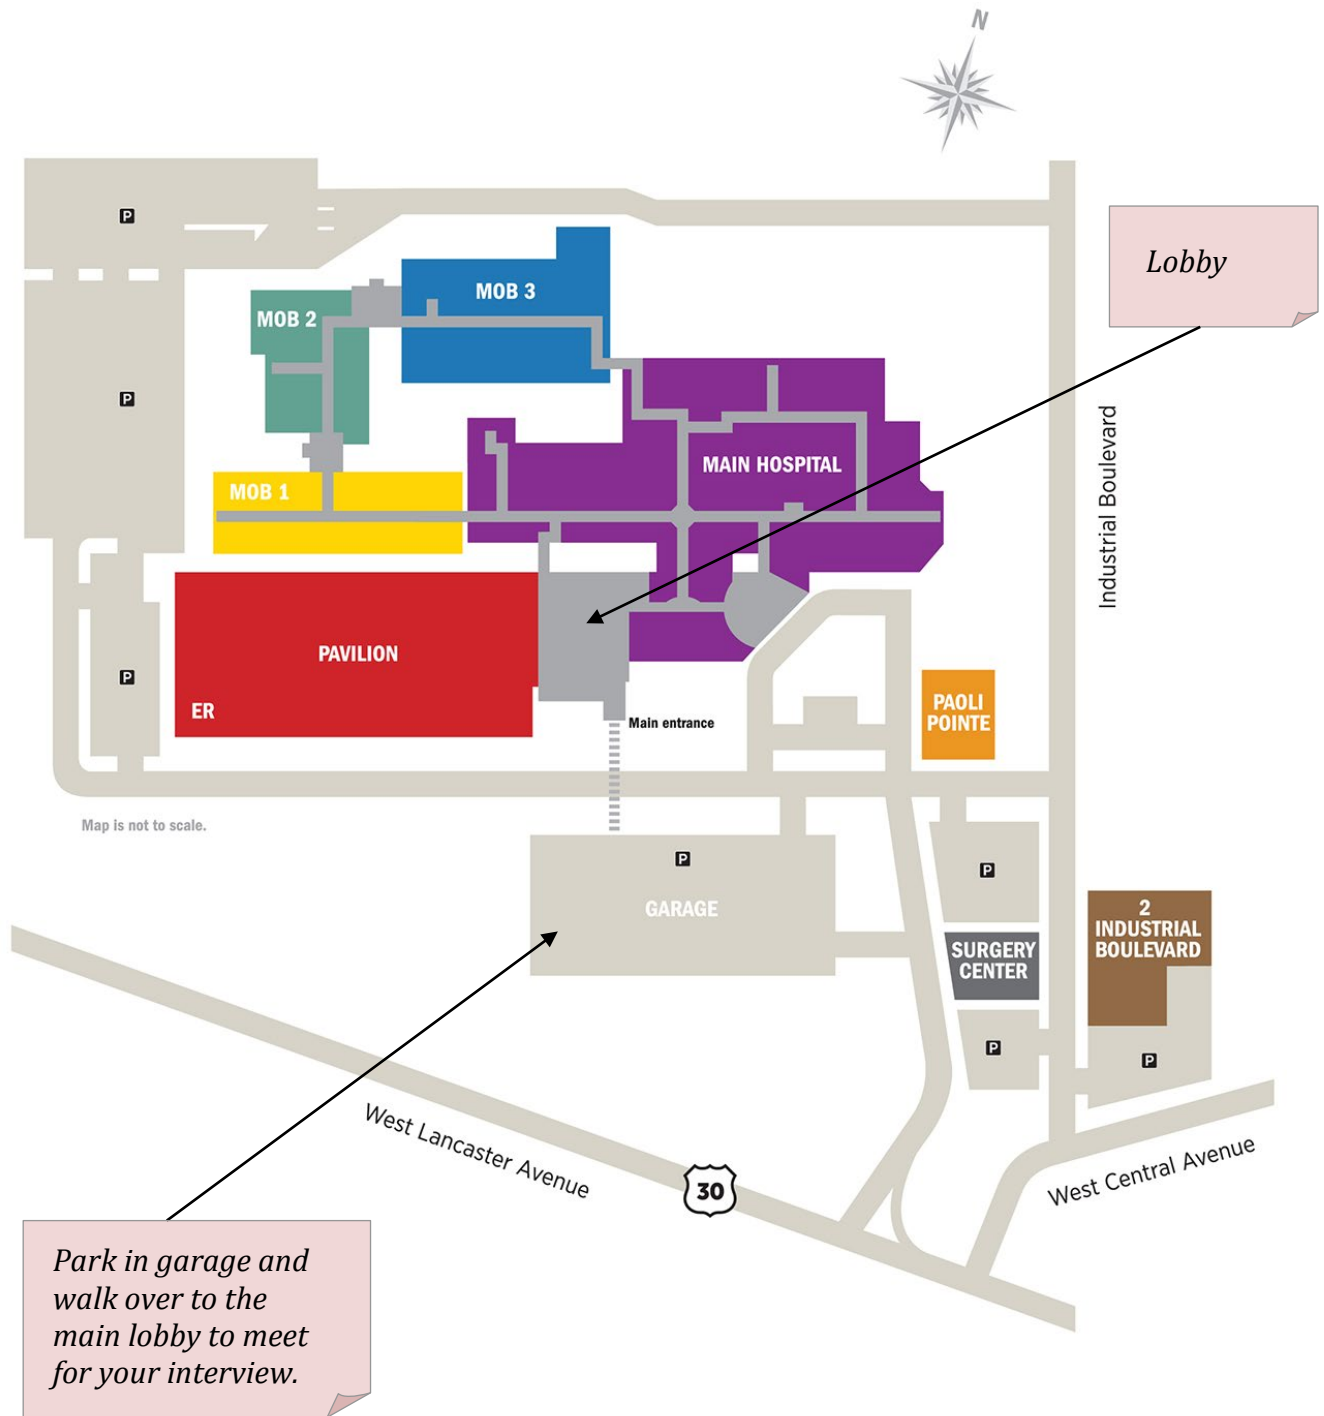 N
P
Lobby
MOB 3
MOB 2
P
Industrial Boulevard
MAIN HOSPITAL
MOB 1
PAVILION
P
ER
PAOLI
POINTE
Main entrance
Map is not to scale.
P
P
GARAGE
2
INDUSTRIAL
BOULEVARD
SURGERY
CENTER
P
P
West Lancaster Avenue
30
West Central Avenue
Park in garage and
walk over to the
main lobby to meet
for your interview.